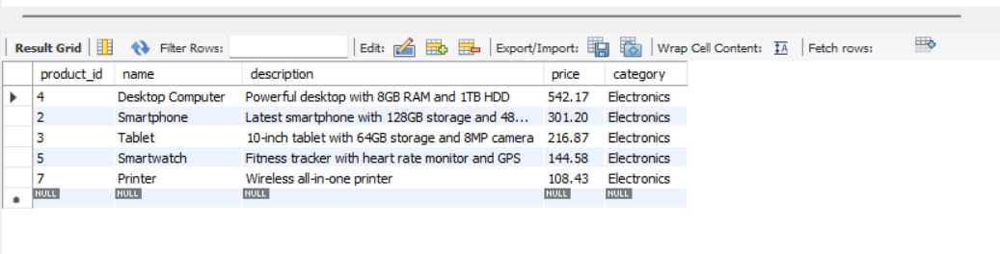 Result Grid Filter Rows: Edit: Export/Import: Wrap Cell Content: IA Fetch rows:
product_id name description price category
4 Desktop Computer Powerful desktop with 8GB RAM and 1TB HDD 542.17 Electronics
2 Smartphone Latest smartphone with 128GB storage and 48... 301.20 Electronics
3 Tablet 10-inch tablet with 64GB storage and 8MP camera 216.87 Electronics
5 Smartwatch Fitness tracker with heart rate monitor and GPS 144.58 Electronics
7 Printer Wireless all-in-one printer 108.43 Electronics
NULL NULL NULL NULL NULL